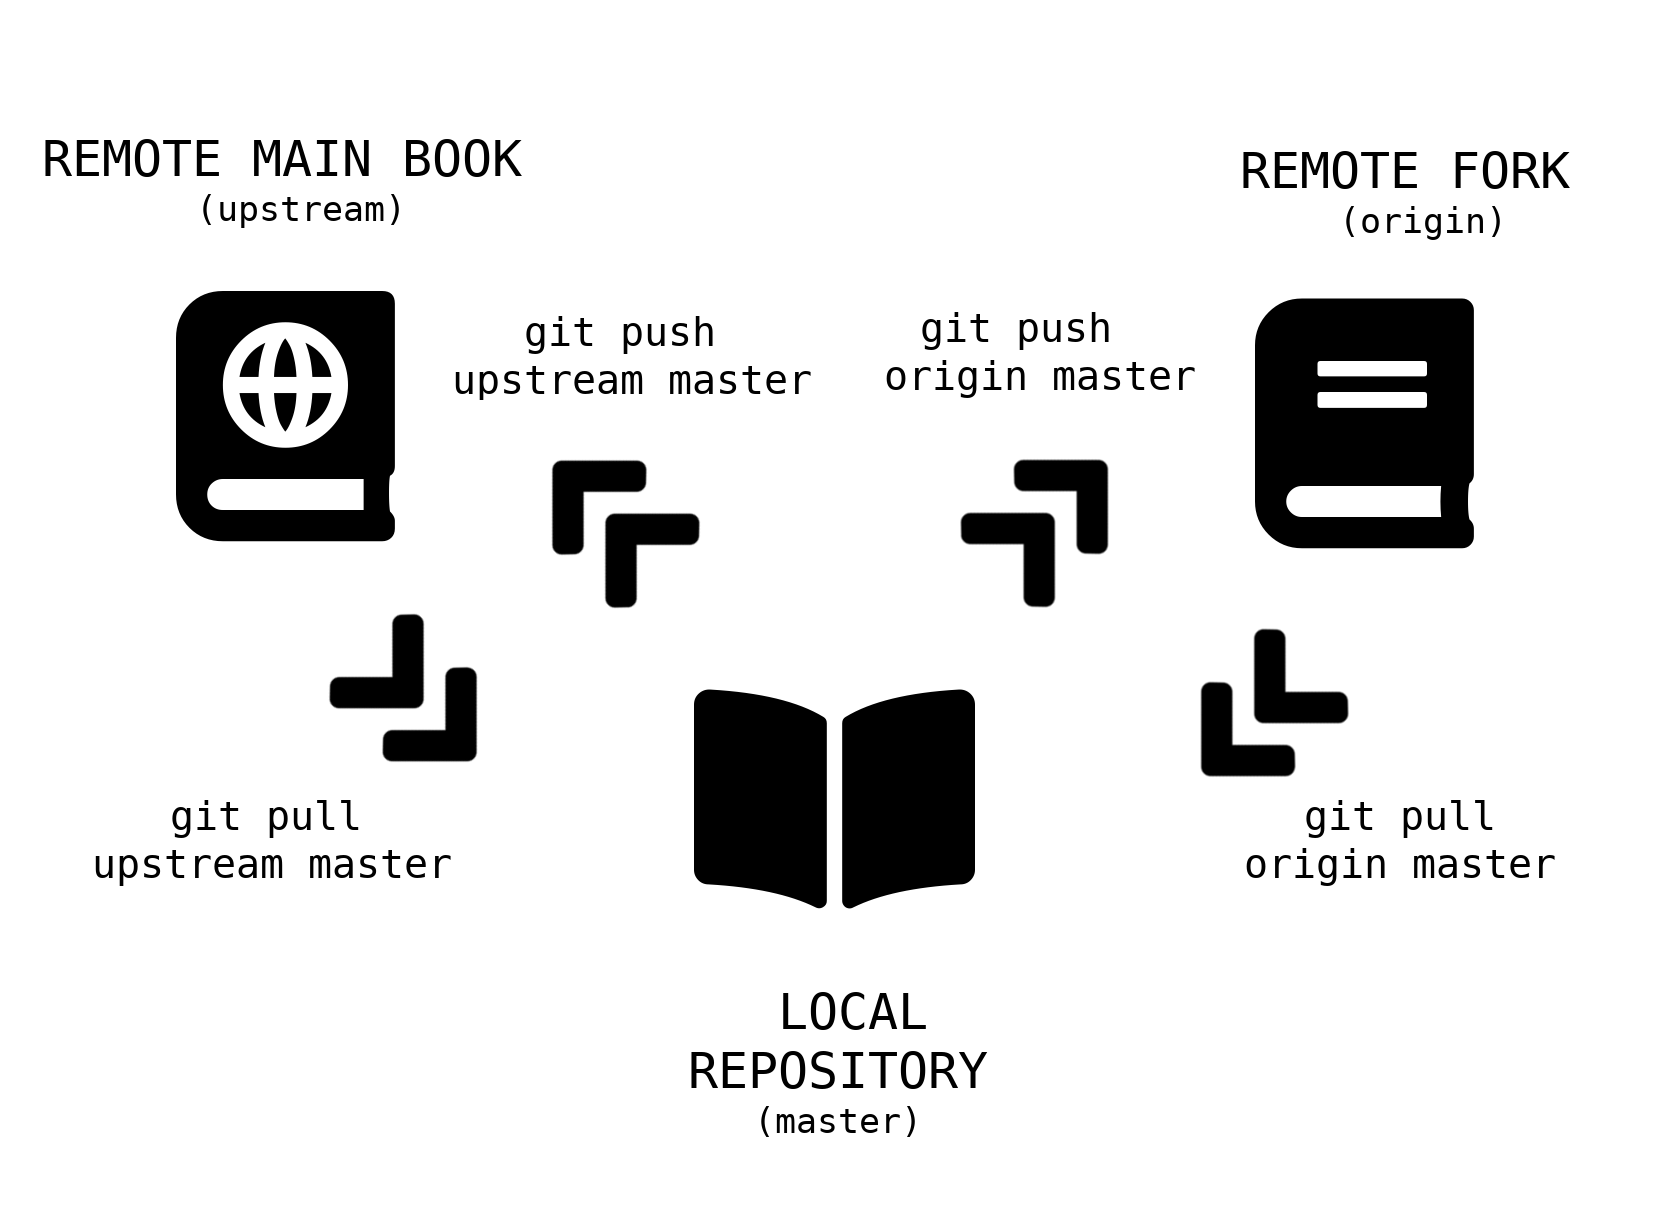 REMOTE MAIN BOOK
(upstream)
REMOTE FORK
(origin)
git push
upstream master
git push
origin master
git pull
upstream master
git pull
origin master
LOCAL
REPOSITORY
(master)